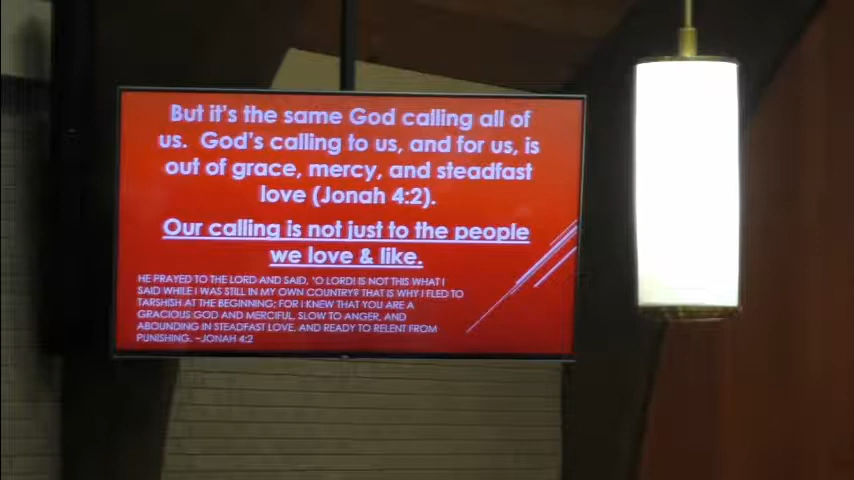 But it's the same God calling all of
us. God's calling to us, and for us, is
out of grace, mercy, and steadfast
love (Jonah 4:2).
Our calling is not just to the people
we love & like.
HE PRAYED TO THE LORD AND SAID, "O LORD! IS NOT THIS WHAT I
SAID WHILE I WAS STILL IN MY OWN COUNTRY? THAT IS WHY I FLED TO
TARSHISH AT THE BEGINNING; FOR I KNEW THAT YOU ARE A
GRACIOUS GOD AND MERCIFUL, SLOW TO ANGER, AND
ABOUNDING IN STEADFAST LOVE, AND READY TO RELENT FROM
PUNISHING. ~JONAH 4:2